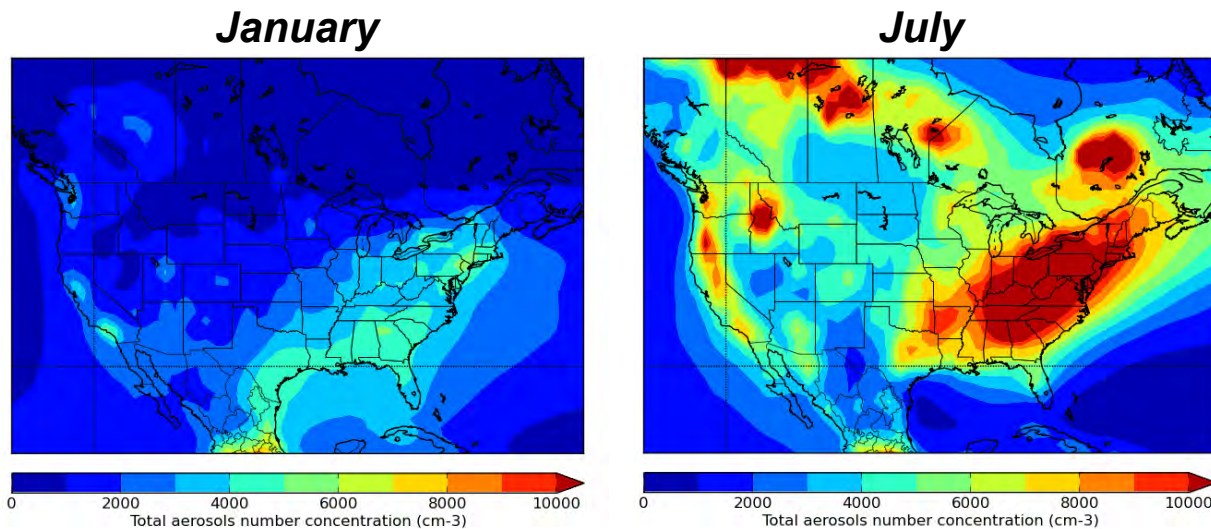 January
July
0 2000 4000 6000 8000 10000
Total aerosols number concentration (cm-3)
0 2000 4000 6000 8000 10000
Total aerosols number concentration (cm-3)